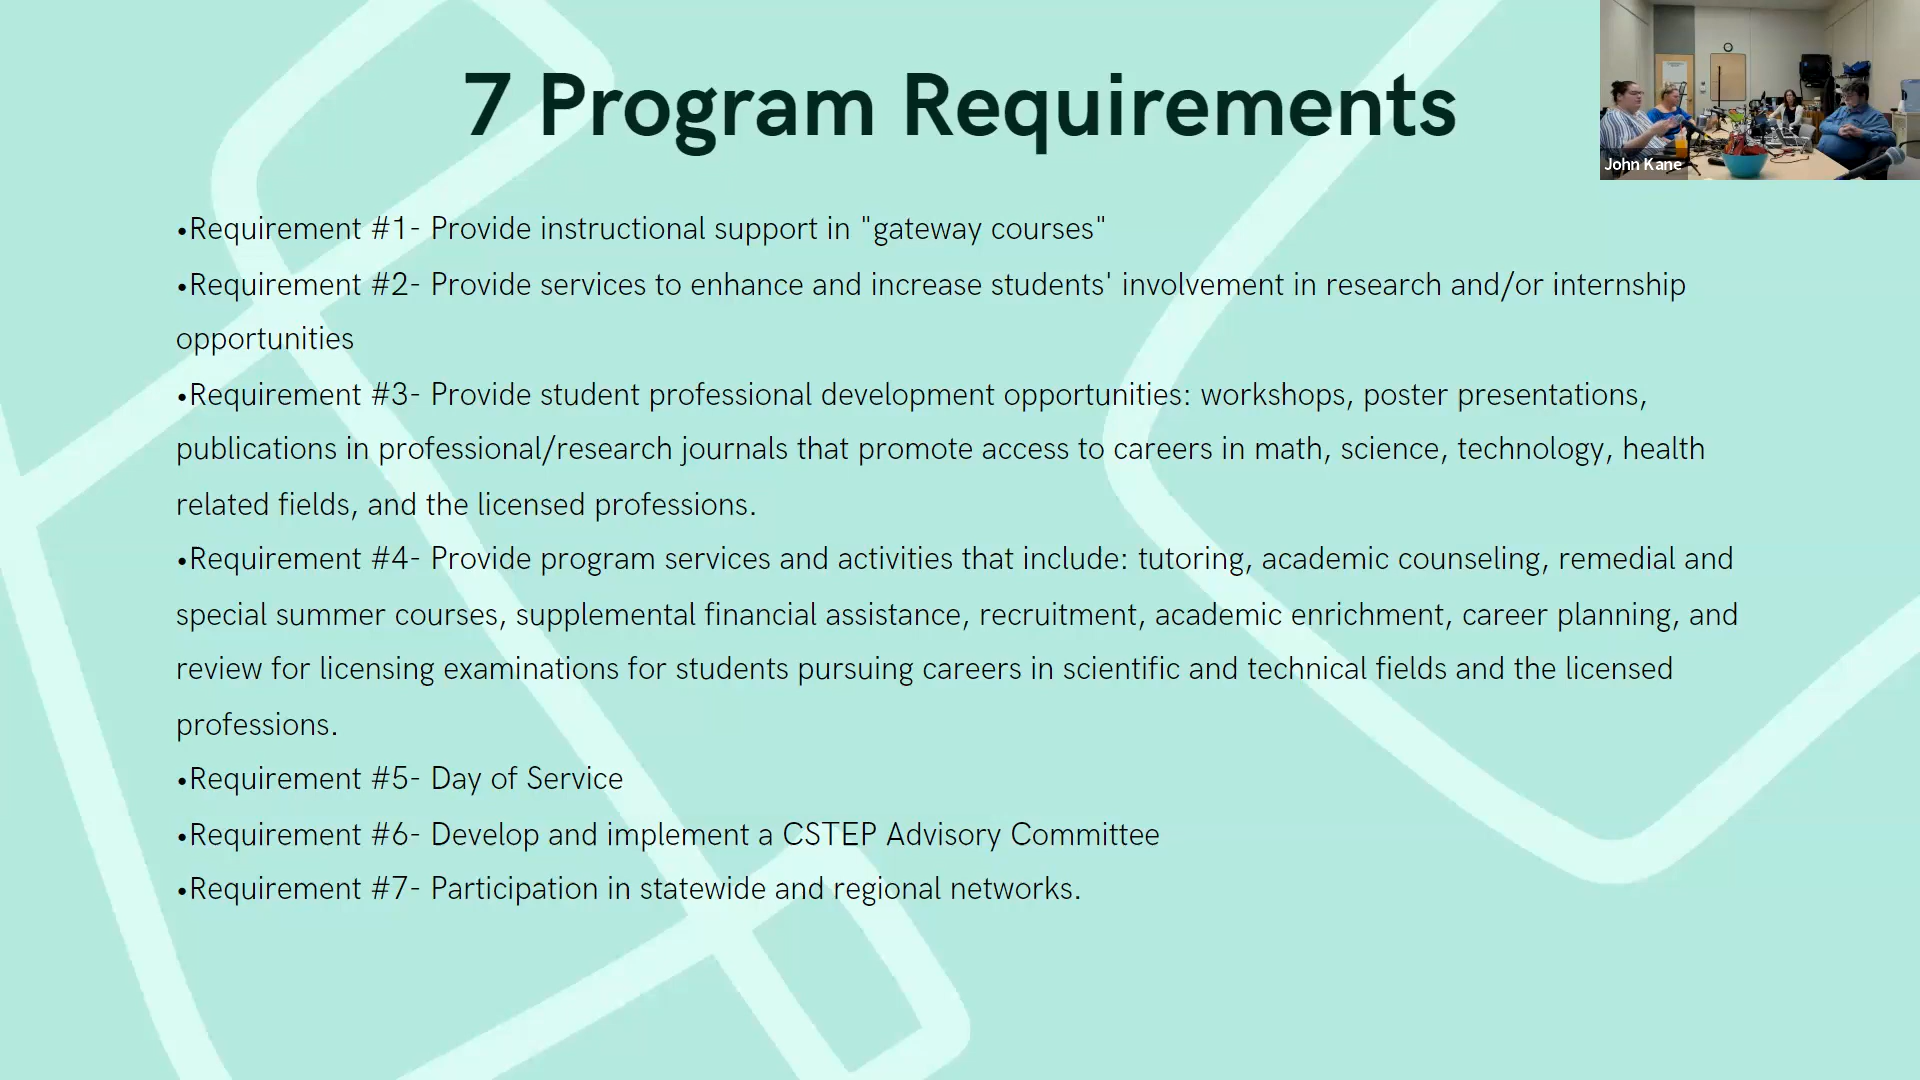 7 Program Requirements
John Kane
•Requirement #1- Provide instructional support in "gateway courses"
•Requirement #2- Provide services to enhance and increase students' involvement in research and/or internship
opportunities
•Requirement #3- Provide student professional development opportunities: workshops, poster presentations,
publications in professional/research journals that promote access to careers in math, science, technology, health
related fields, and the licensed professions.
•Requirement #4- Provide program services and activities that include: tutoring, academic counseling, remedial and
special summer courses, supplemental financial assistance, recruitment, academic enrichment, career planning, and
review for licensing examinations for students pursuing careers in scientific and technical fields and the licensed
professions.
•Requirement #5- Day of Service
•Requirement #6- Develop and implement a CSTEP Advisory Committee
•Requirement #7- Participation in statewide and regional networks.